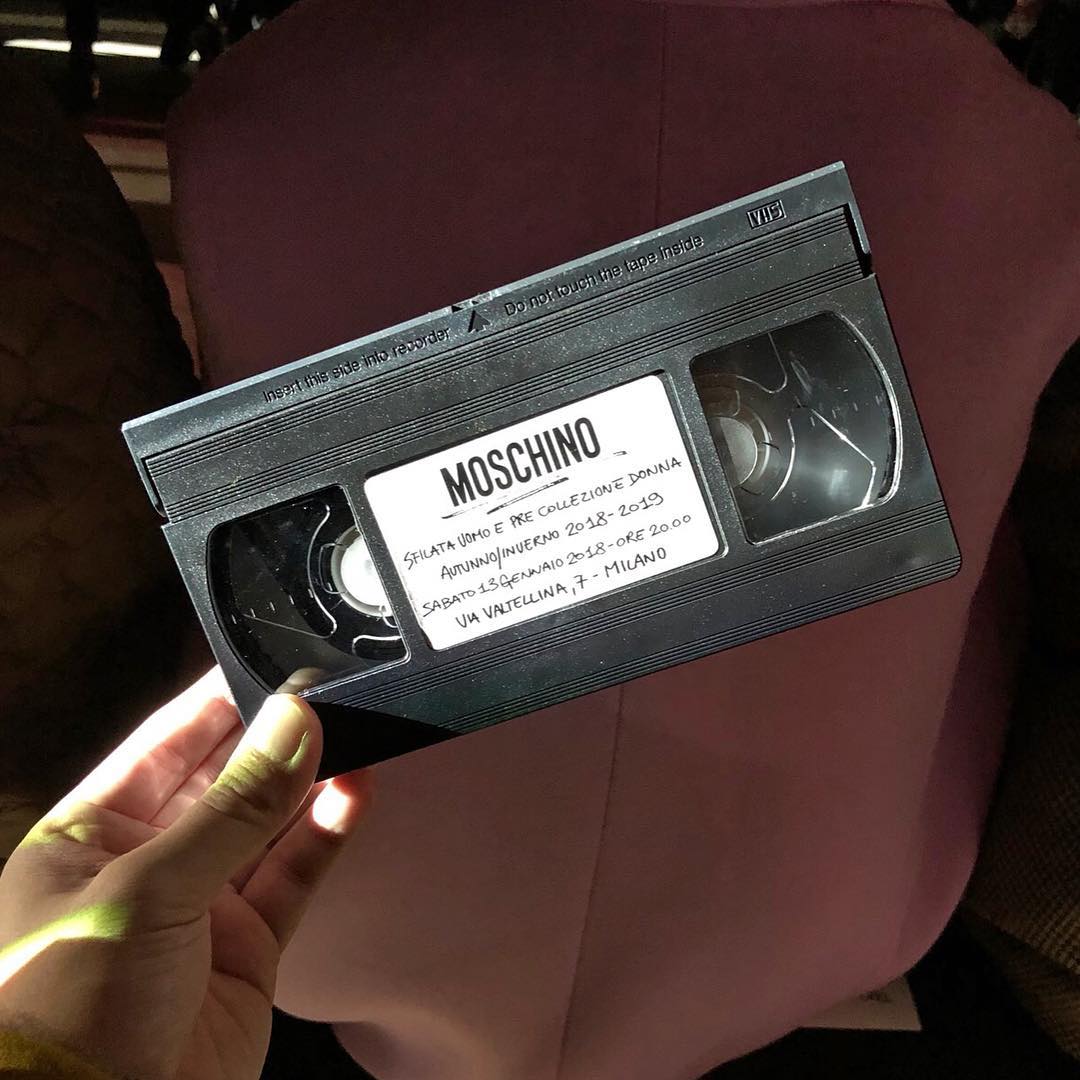 VHS
Insert this side into recorder Do not touch the tape inside
MOSCHINO
SFILATA UOMO E PRE COLLEZIONE DONNA
AUTUNNO/INVERNO 2018-2019
SABATO 13 GENNAIO 2018 - ORE 20.00
VIA VALTELLINA, 7 - MILANO